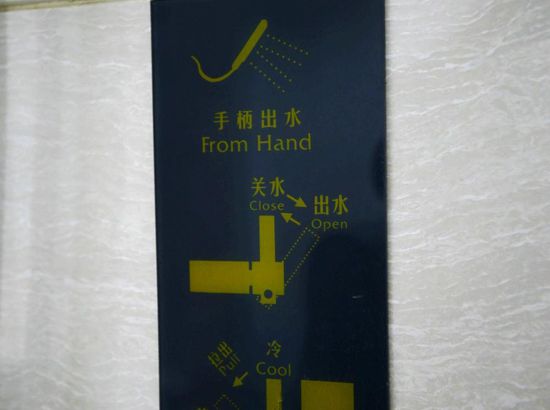 手柄出水
From Hand
关水
Close
出水
Open
拉出
Pull
冷
Cool